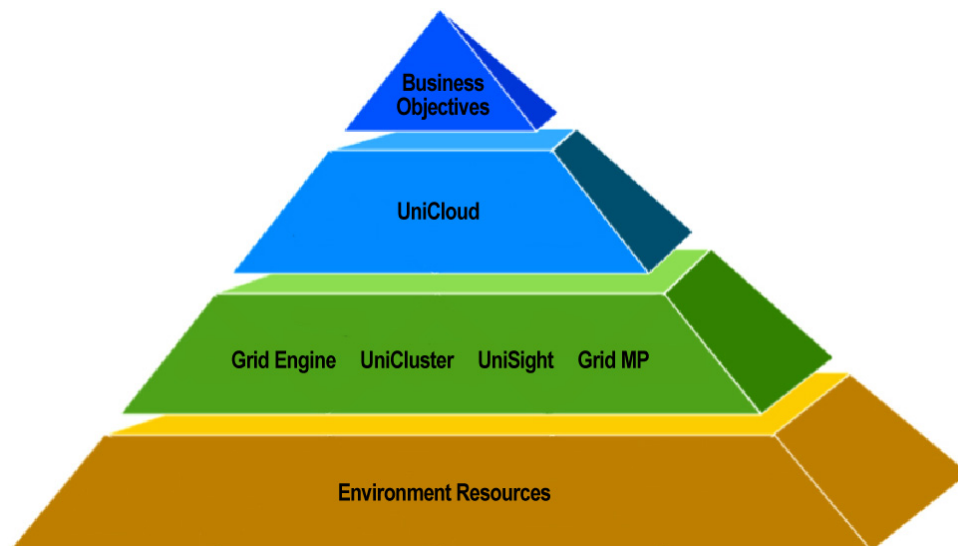 Business
Objectives
UniCloud
Grid Engine UniCluster UniSight Grid MP
Environment Resources